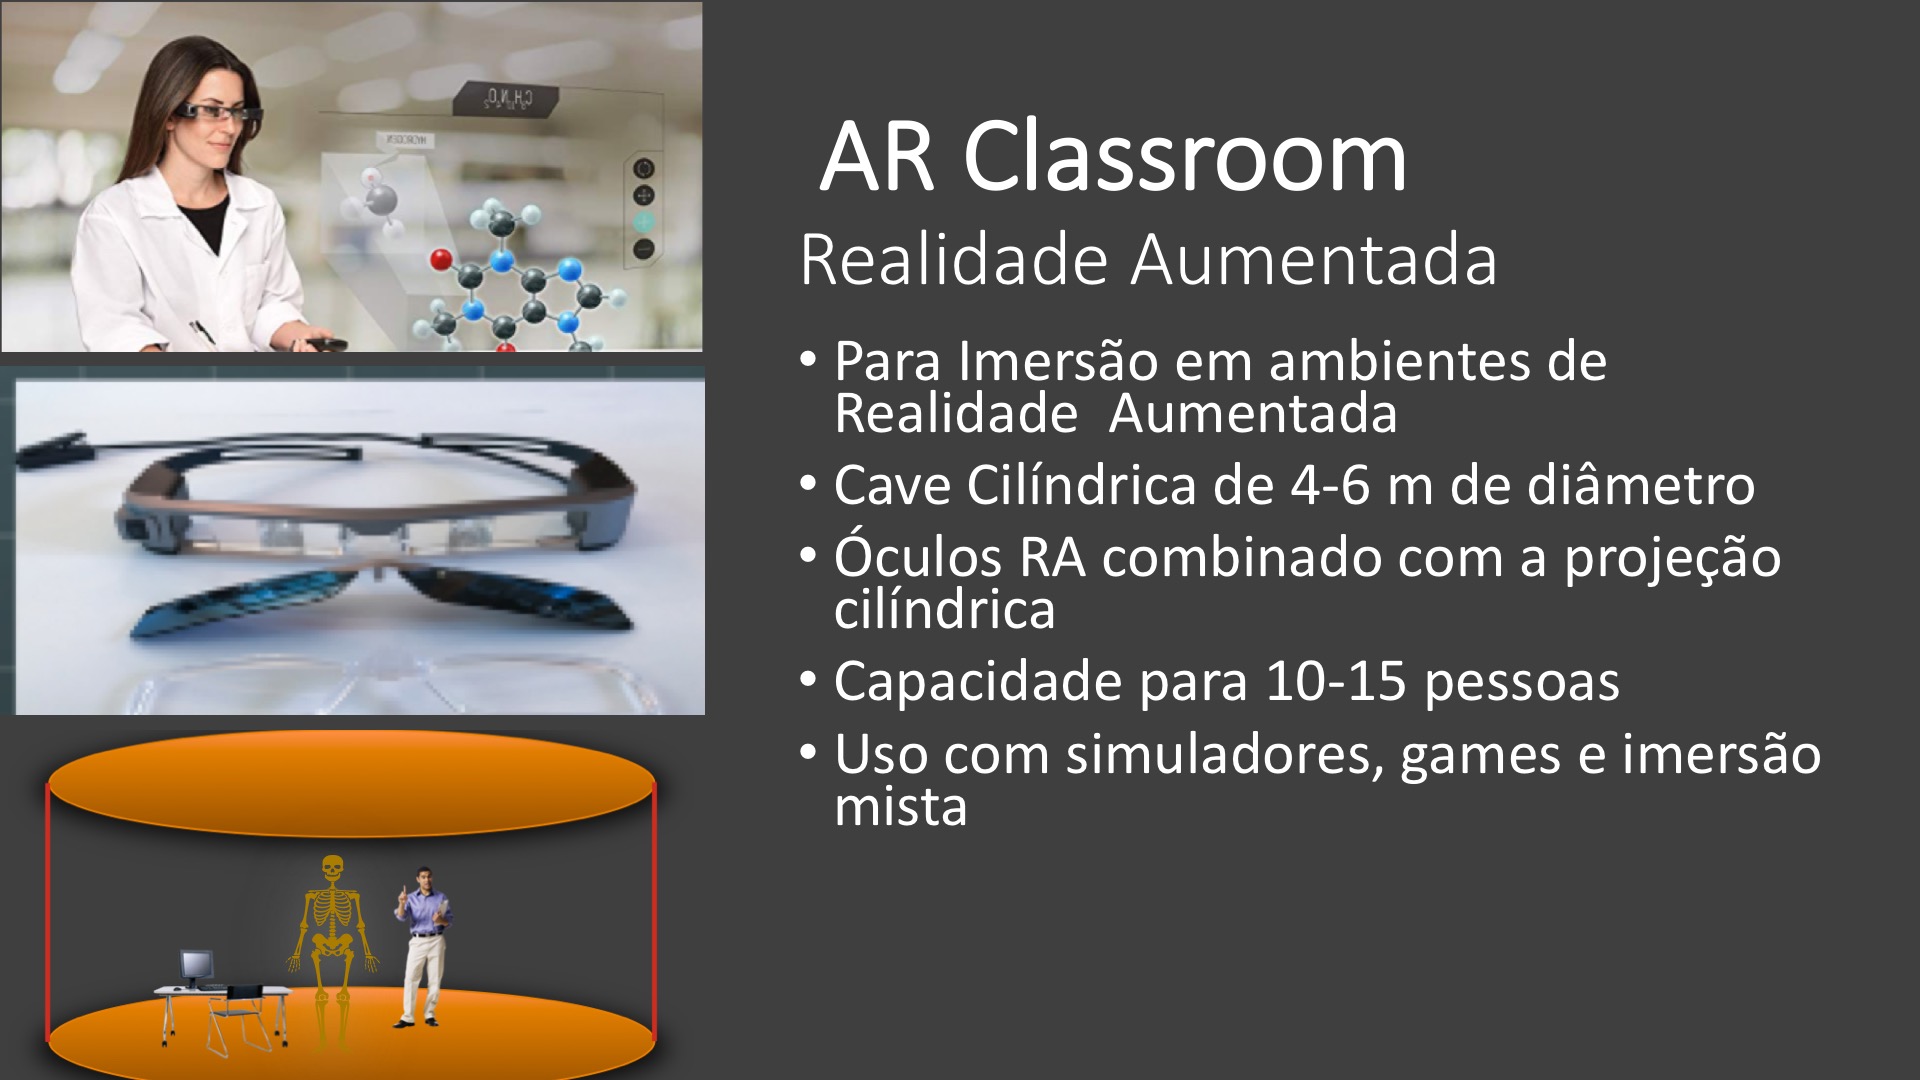 AR Classroom
Realidade Aumentada
• Para Imersão em ambientes de
Realidade  Aumentada
• Cave Cilíndrica de 4-6 m de diâmetro
• Óculos RA combinado com a projeção
cilíndrica
• Capacidade para 10-15 pessoas
• Uso com simuladores, games e imersão
mista
HYDROGEN